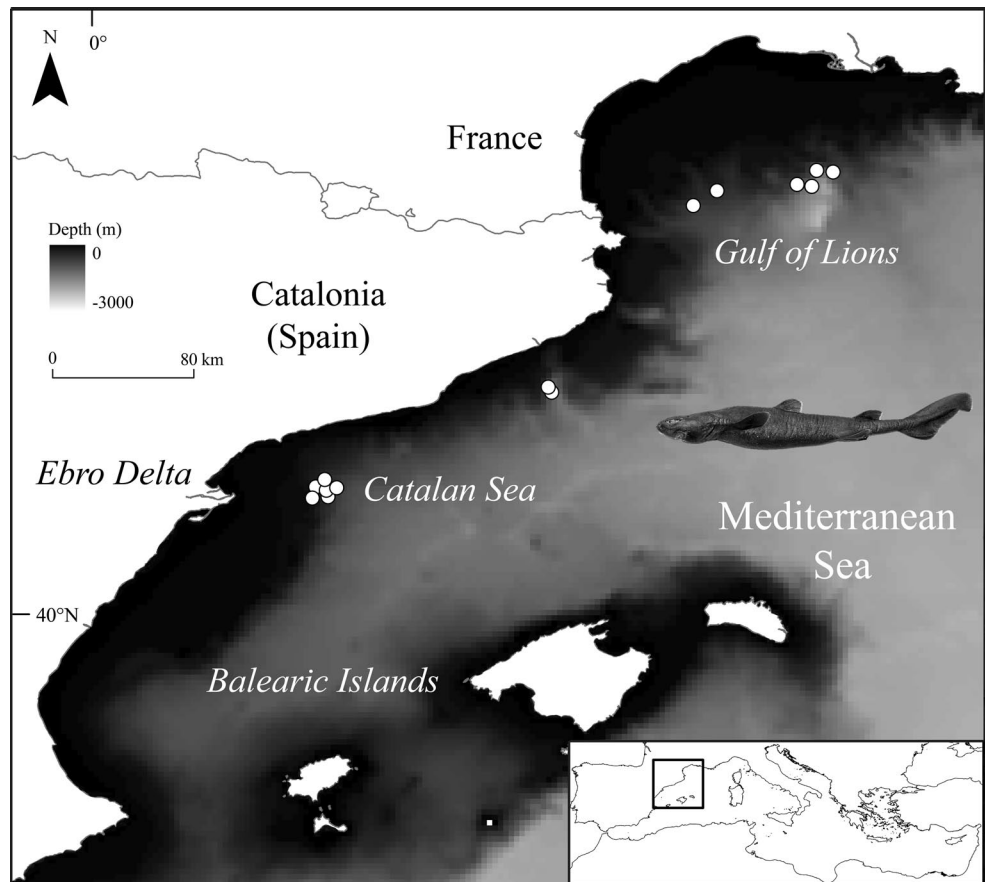 N
0°
France
Depth (m)
0
-3000
Gulf of Lions
Catalonia
(Spain)
0
80 km
Ebro Delta
Catalan Sea
Mediterranean
Sea
40°N
Balearic Islands